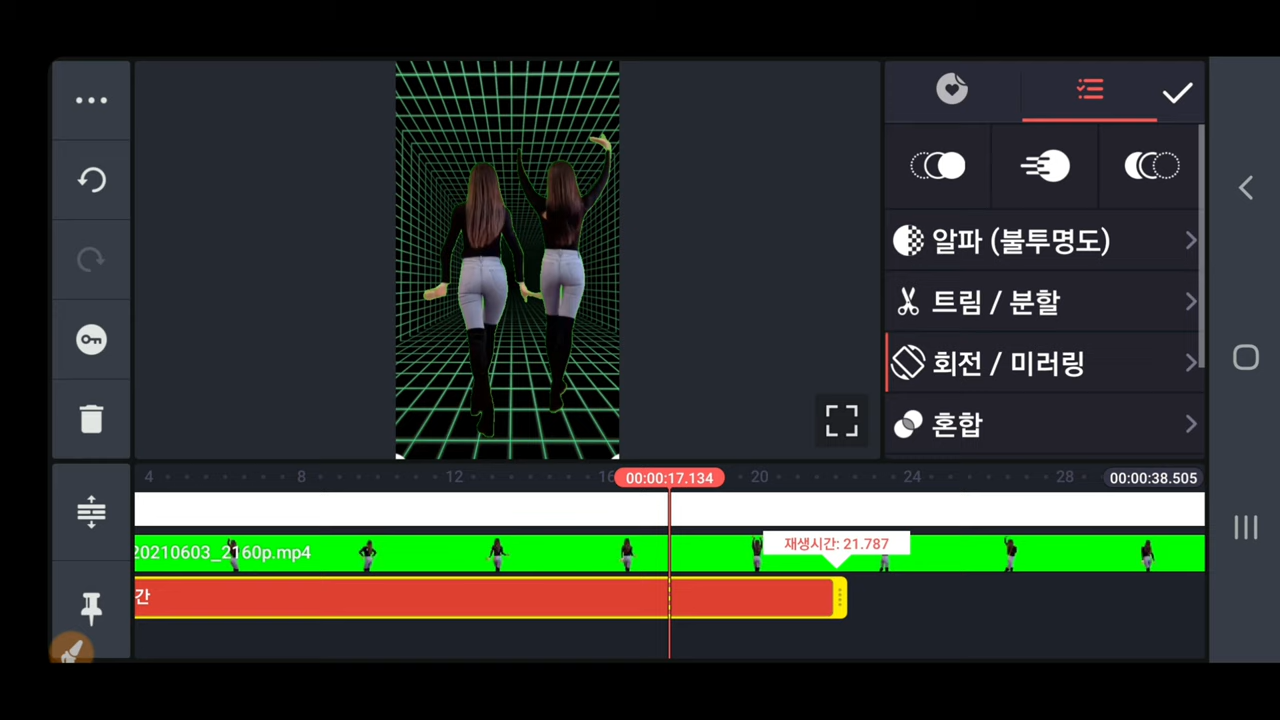 알파 (불투명도)
트림 / 분할
회전 / 미러링
혼합
4 8 12 16 00:00:17.134 20 24 28 00:00:38.505
20210603_2160p.mp4
재생시간: 21.787
간